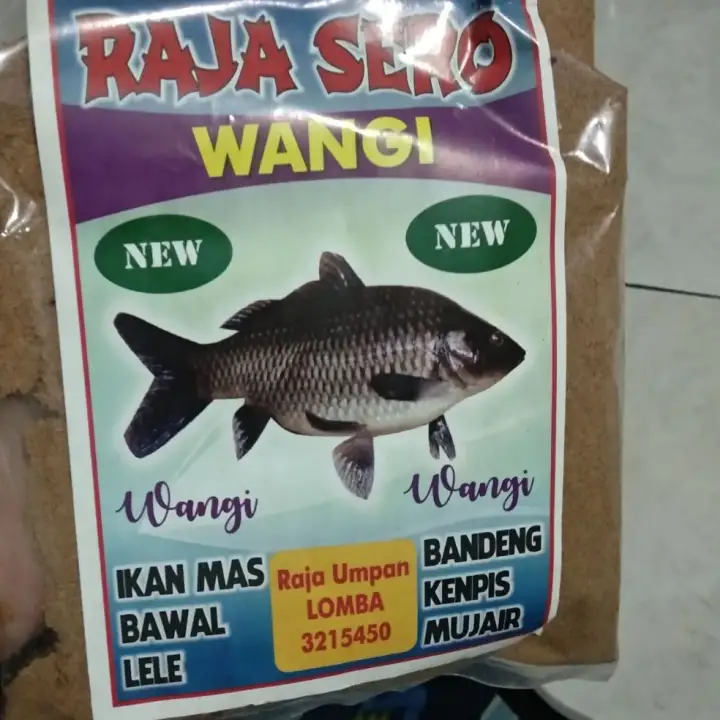 RAJA SERO
WANGI
NEW
NEW
Wangi
Wangi
IKAN MAS
BAWAL
LELE
Raja Umpan
LOMBA
3215450
BANDENG
KENPIS
MUJAIR